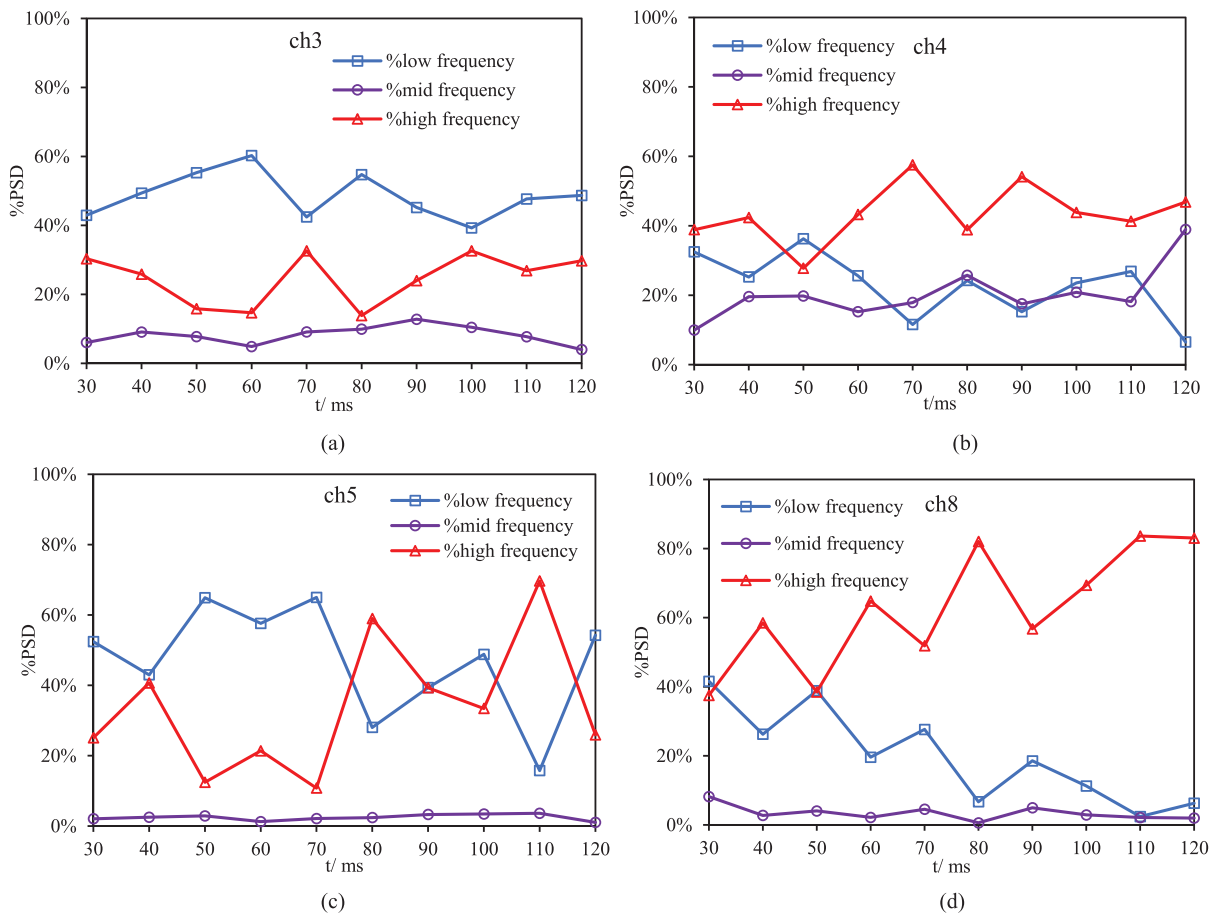 100%
80%
60%
40%
20%
0%
%PSD
ch3
%low frequency
%mid frequency
%high frequency
30 40 50 60 70 80 90 100 110 120
t/ ms
(a)
100%
80%
60%
40%
20%
0%
%PSD
ch4
%low frequency
%mid frequency
%high frequency
30 40 50 60 70 80 90 100 110 120
t/ms
(b)
100%
80%
60%
40%
20%
0%
%PSD
ch5
%low frequency
%mid frequency
%high frequency
30 40 50 60 70 80 90 100 110 120
t/ ms
(c)
100%
80%
60%
40%
20%
0%
%PSD
ch8
%low frequency
%mid frequency
%high frequency
30 40 50 60 70 80 90 100 110 120
t/ ms
(d)